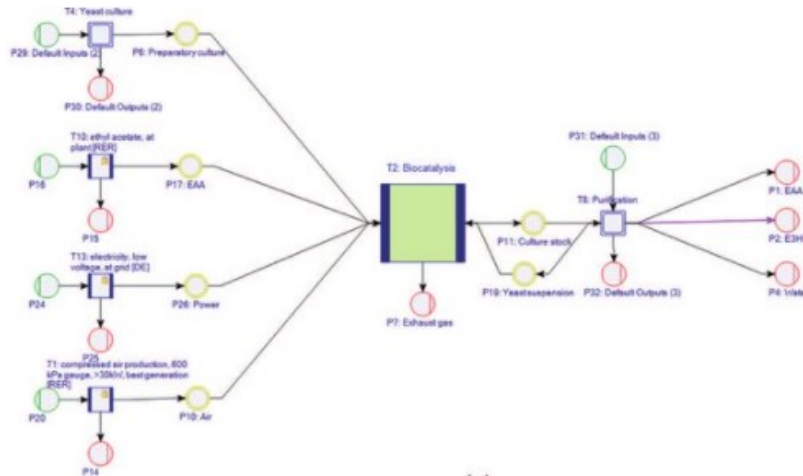 T4: Yeast culture
P29: Default Inputs (2)
P6: Preparatory culture
P30: Default Outputs (2)
T10: ethyl acetate, at
plant [RER]
P16
P17: EAA
P15
T13: electricity, low
voltage, at grid [DE]
P24
P26: Power
P25
T1: compressed air production, 600
kPa gauge, >30kW, best generation
[RER]
P20
P10: Air
P14
T2: Biocatalysis
P7: Exhaust gas
P11: Culture stock
P19: Yeast suspension
P31: Default Inputs (3)
T8: Purification
P32: Default Outputs (3)
P1: EAA
P2: E3H
P4: Wate